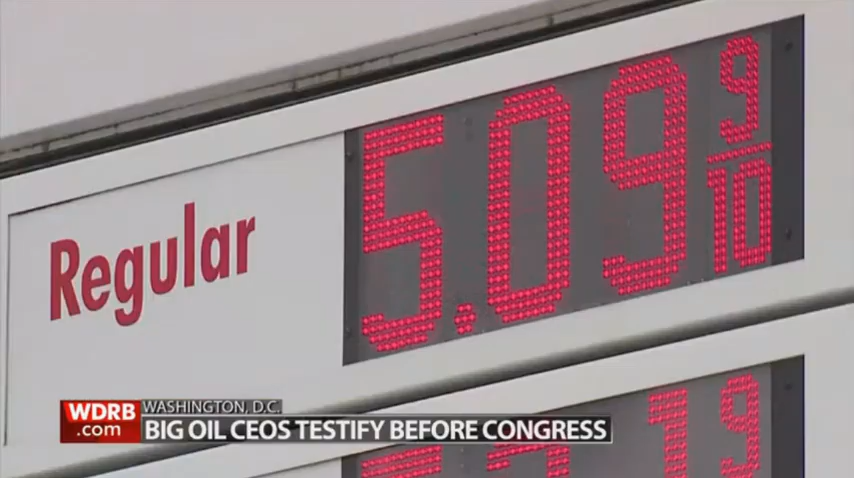 Regular 5.09 9/10
WDRB
.com
WASHINGTON, D.C.
BIG OIL CEOS TESTIFY BEFORE CONGRESS